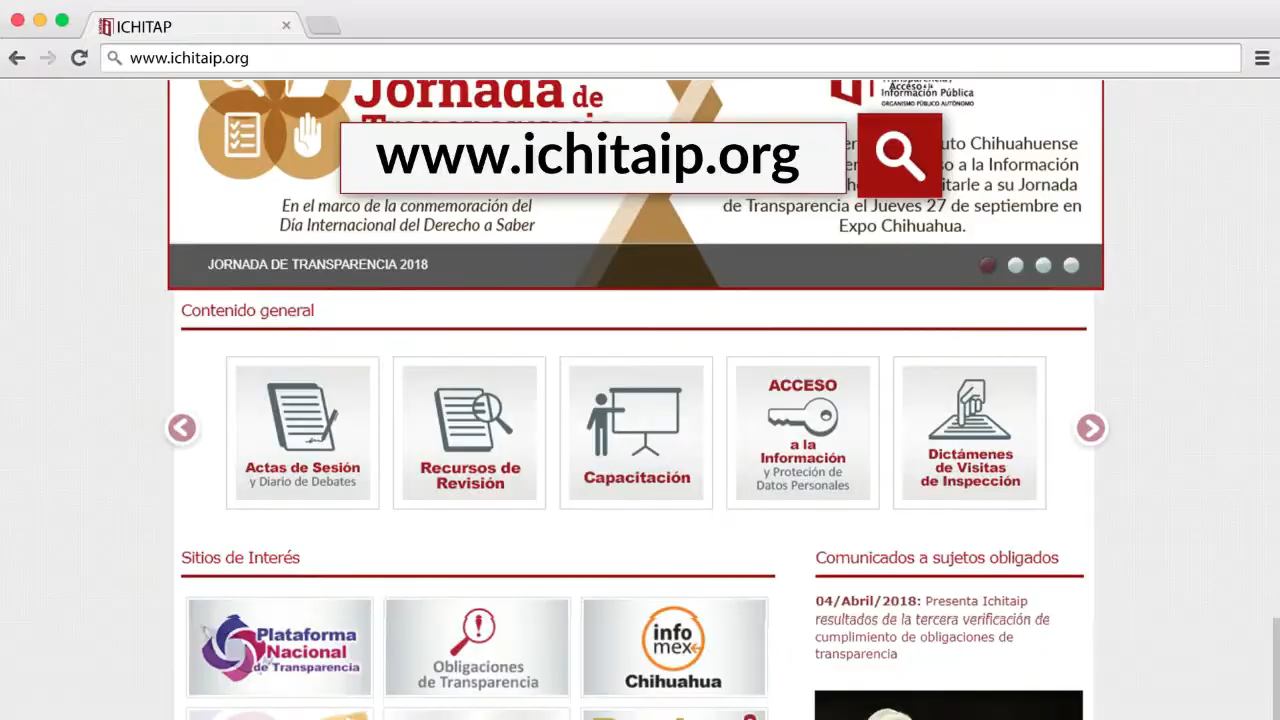 ICHITAP
www.ichitaip.org
Jornada de
Información Pública
ORGANISMO PÚBLICO AUTÓNOMO
www.ichitaip.org
uto Chihuahuense
so a la Información
itarle a su Jornada
En el marco de la conmemoración del
Día Internacional del Derecho a Saber
de Transparencia el Jueves 27 de septiembre en
Expo Chihuahua.
JORNADA DE TRANSPARENCIA 2018
Contenido general
Actas de Sesión
y Diario de Debates
Recursos de
Revisión
Capacitación
ACCESO
a la
Información
y Proteción de
Datos Personales
Dictámenes
de Visitas
de Inspección
Sitios de Interés
Plataforma
Nacional
de Transparencia
Obligaciones
de Transparencia
info
mex
Chihuahua
Comunicados a sujetos obligados
04/Abril/2018: Presenta Ichitaip
resultados de la tercera verificación de
cumplimiento de obligaciones de
transparencia